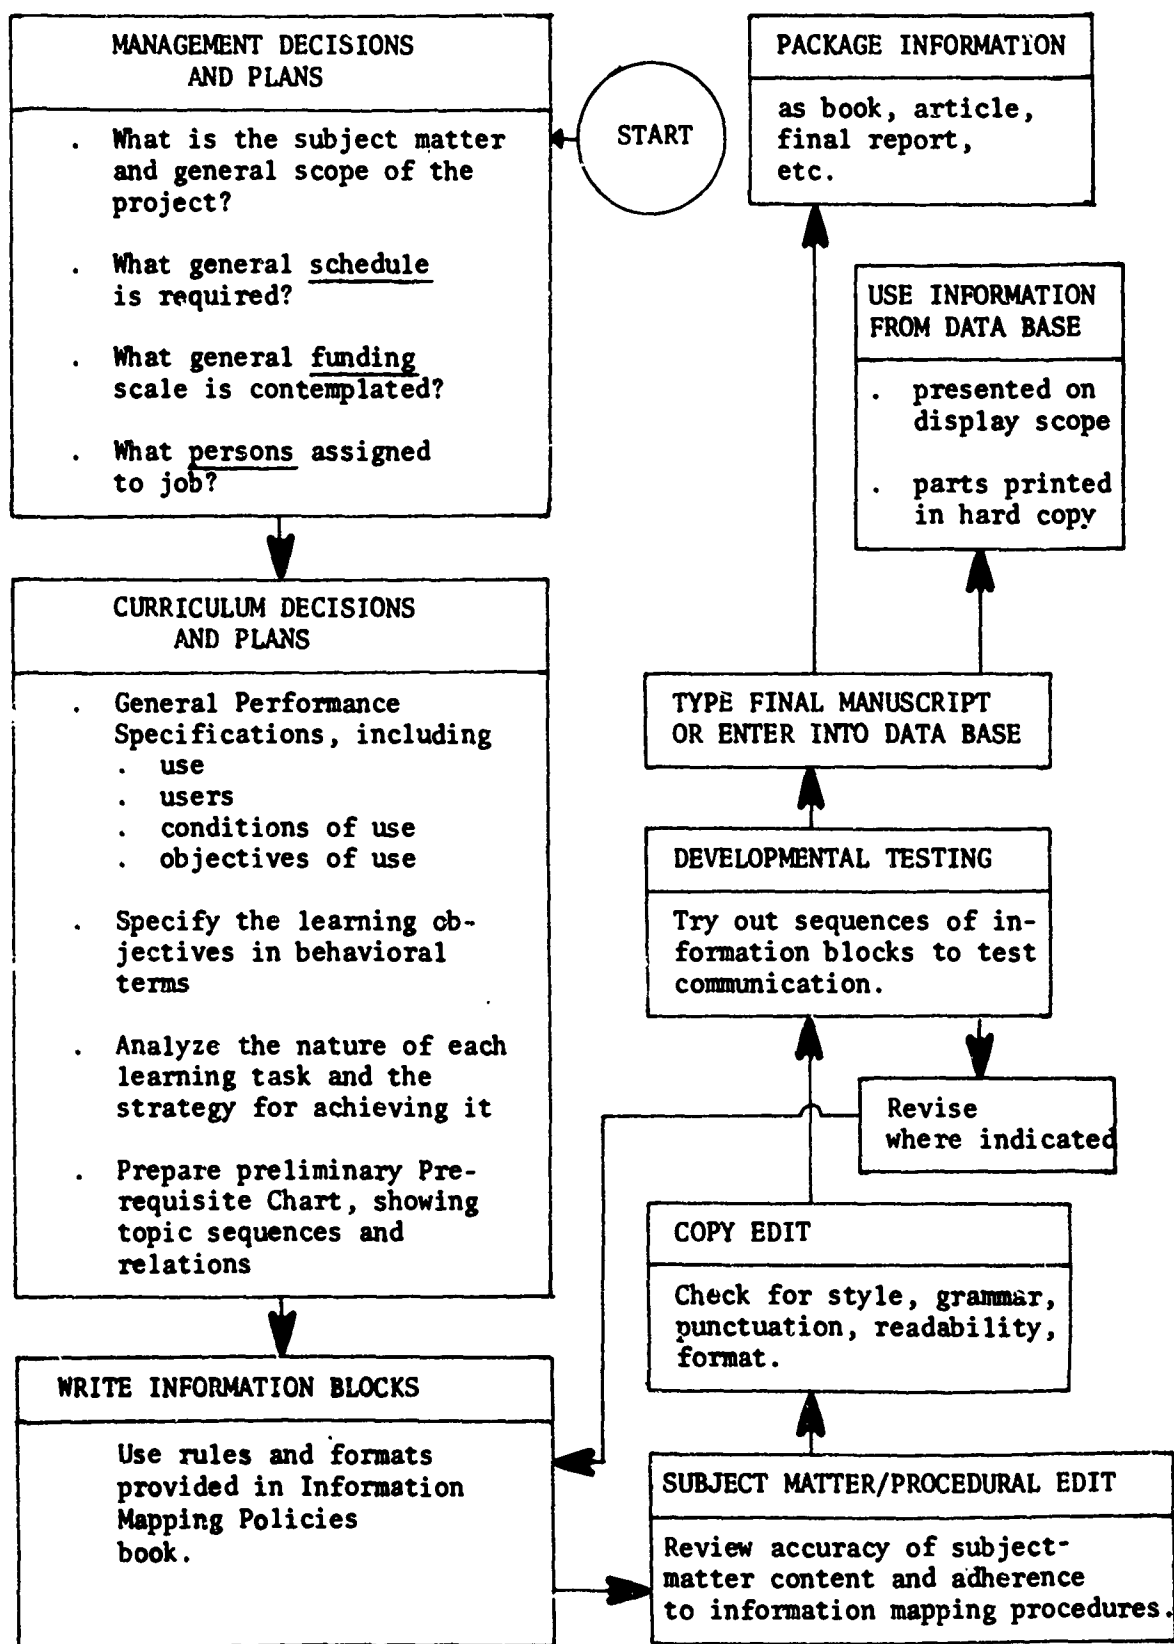 MANAGEMENT DECISIONS
AND PLANS
. What is the subject matter
and general scope of the
project?
. What general schedule
is required?
. What general funding
scale is contemplated?
. What persons assigned
to job?
START
CURRICULUM DECISIONS
AND PLANS
. General Performance
Specifications, including
. use
. users
. conditions of use
. objectives of use
. Specify the learning ob-
jectives in behavioral
terms
. Analyze the nature of each
learning task and the
strategy for achieving it
. Prepare preliminary Pre-
requisite Chart, showing
topic sequences and
relations
WRITE INFORMATION BLOCKS
Use rules and formats
provided in Information
Mapping Policies
book.
SUBJECT MATTER/PROCEDURAL EDIT
Review accuracy of subject-
matter content and adherence
to information mapping procedures.
COPY EDIT
Check for style, grammar,
punctuation, readability,
format.
DEVELOPMENTAL TESTING
Try out sequences of in-
formation blocks to test
communication.
Revise
where indicated
TYPE FINAL MANUSCRIPT
OR ENTER INTO DATA BASE
USE INFORMATION
FROM DATA BASE
. presented on
display scope
. parts printed
in hard copy
PACKAGE INFORMATION
as book, article,
final report,
etc.